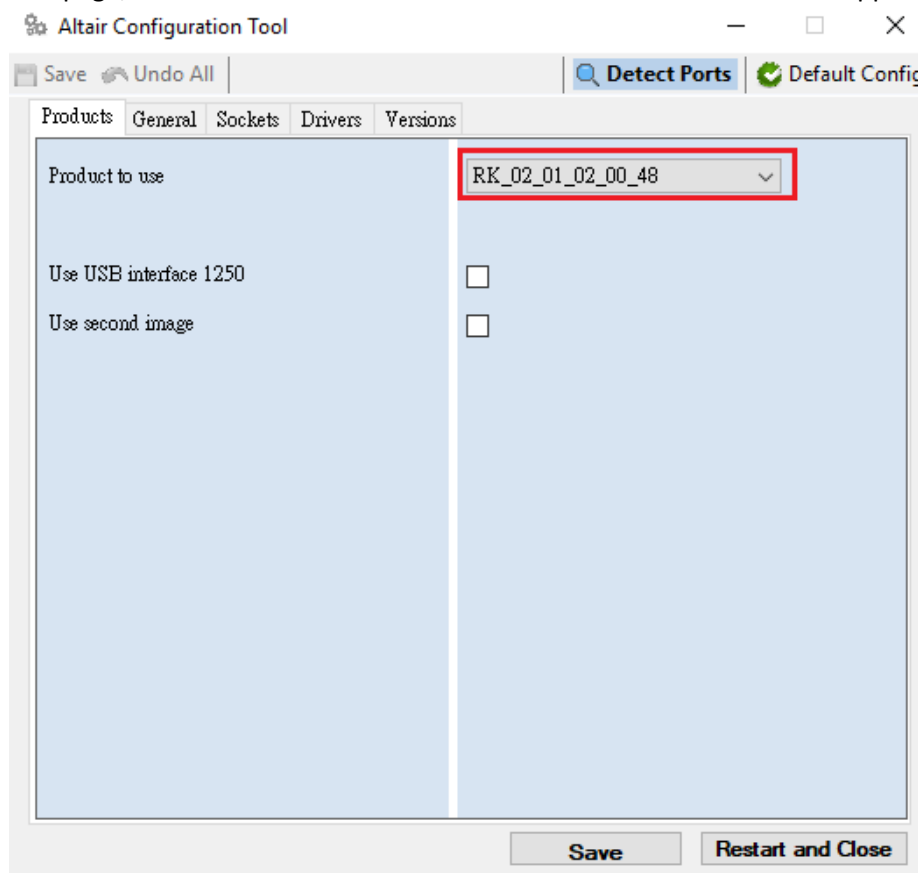 Altair Configuration Tool
Save Undo All Detect Ports Default Config
Products General Sockets Drivers Versions
Product to use RK_02_01_02_00_48
Use USB interface 1250
Use second image
Save Restart and Close